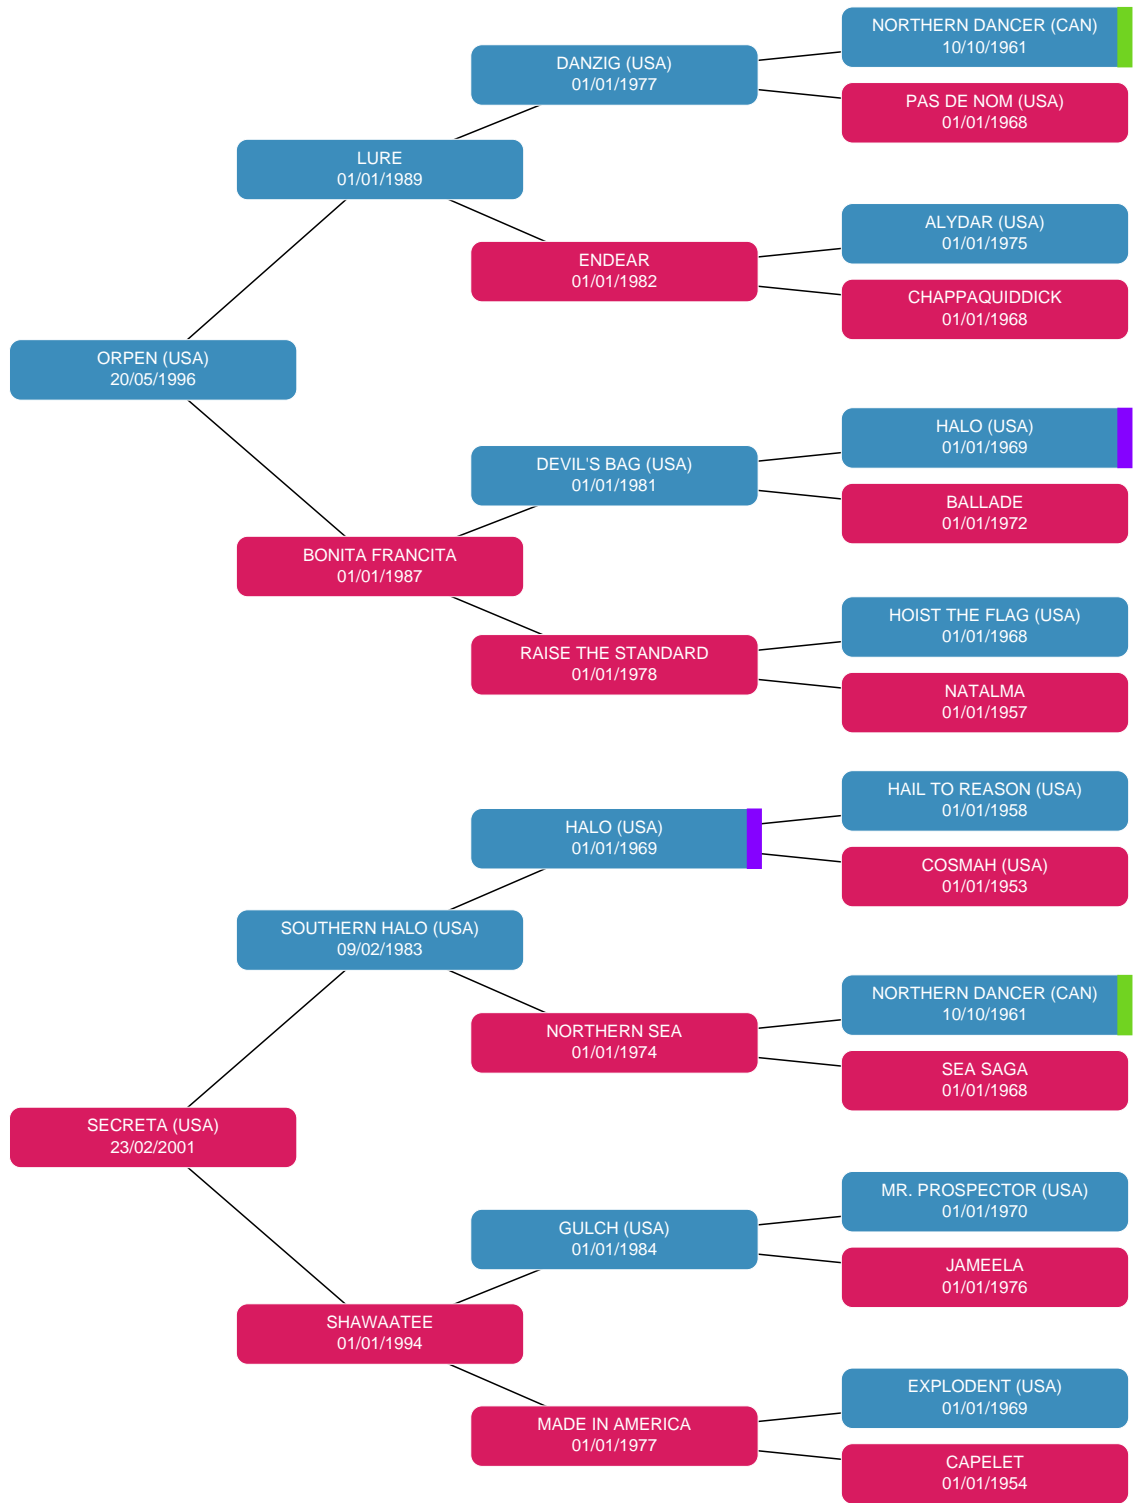 NORTHERN DANCER (CAN)
10/10/1961
DANZIG (USA)
01/01/1977
PAS DE NOM (USA)
01/01/1968
LURE
01/01/1989
ALYDAR (USA)
01/01/1975
ENDEAR
01/01/1982
CHAPPAQUIDDICK
01/01/1968
ORPEN (USA)
20/05/1996
HALO (USA)
01/01/1969
DEVIL'S BAG (USA)
01/01/1981
BALLADE
01/01/1972
BONITA FRANCITA
01/01/1987
HOIST THE FLAG (USA)
01/01/1968
RAISE THE STANDARD
01/01/1978
NATALMA
01/01/1957
HAIL TO REASON (USA)
01/01/1958
HALO (USA)
01/01/1969
COSMAH (USA)
01/01/1953
SOUTHERN HALO (USA)
09/02/1983
NORTHERN DANCER (CAN)
10/10/1961
NORTHERN SEA
01/01/1974
SEA SAGA
01/01/1968
SECRETA (USA)
23/02/2001
MR. PROSPECTOR (USA)
01/01/1970
GULCH (USA)
01/01/1984
JAMEELA
01/01/1976
SHAWAATEE
01/01/1994
EXPLODENT (USA)
01/01/1969
MADE IN AMERICA
01/01/1977
CAPELET
01/01/1954